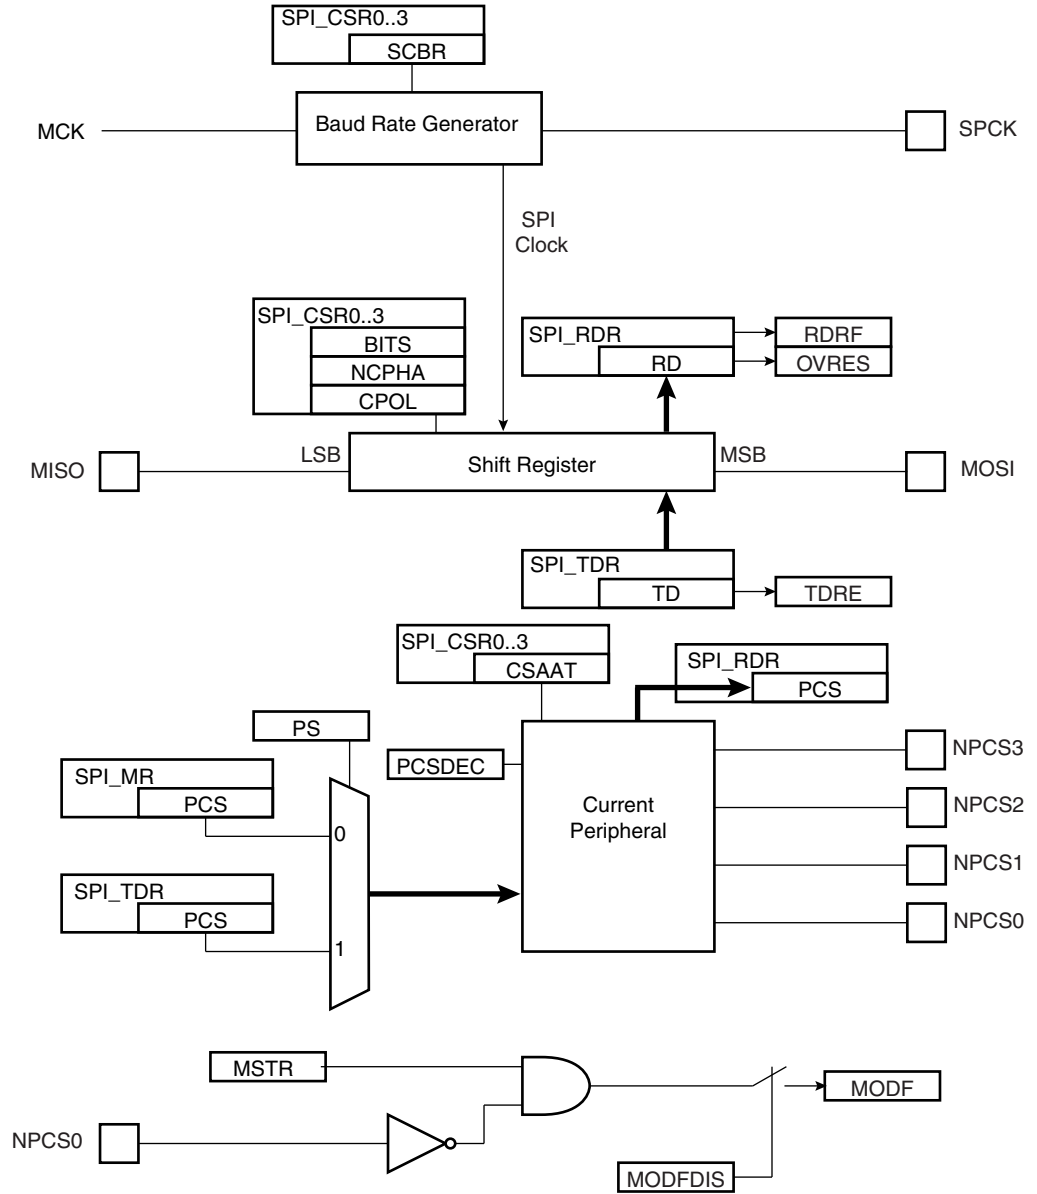 SPI_CSR0..3
SCBR
MCK
Baud Rate Generator
SPCK
SPI
Clock
SPI_CSR0..3
BITS
NCPHA
CPOL
SPI_RDR
RD
RDRF
OVRES
MISO
LSB
Shift Register
MSB
MOSI
SPI_TDR
TD
TDRE
SPI_CSR0..3
CSAAT
SPI_RDR
PCS
PS
PCSDEC
Current
Peripheral
NPCS3
NPCS2
NPCS1
NPCS0
SPI_MR
PCS
0
SPI_TDR
PCS
1
MSTR
MODF
NPCS0
MODFDIS